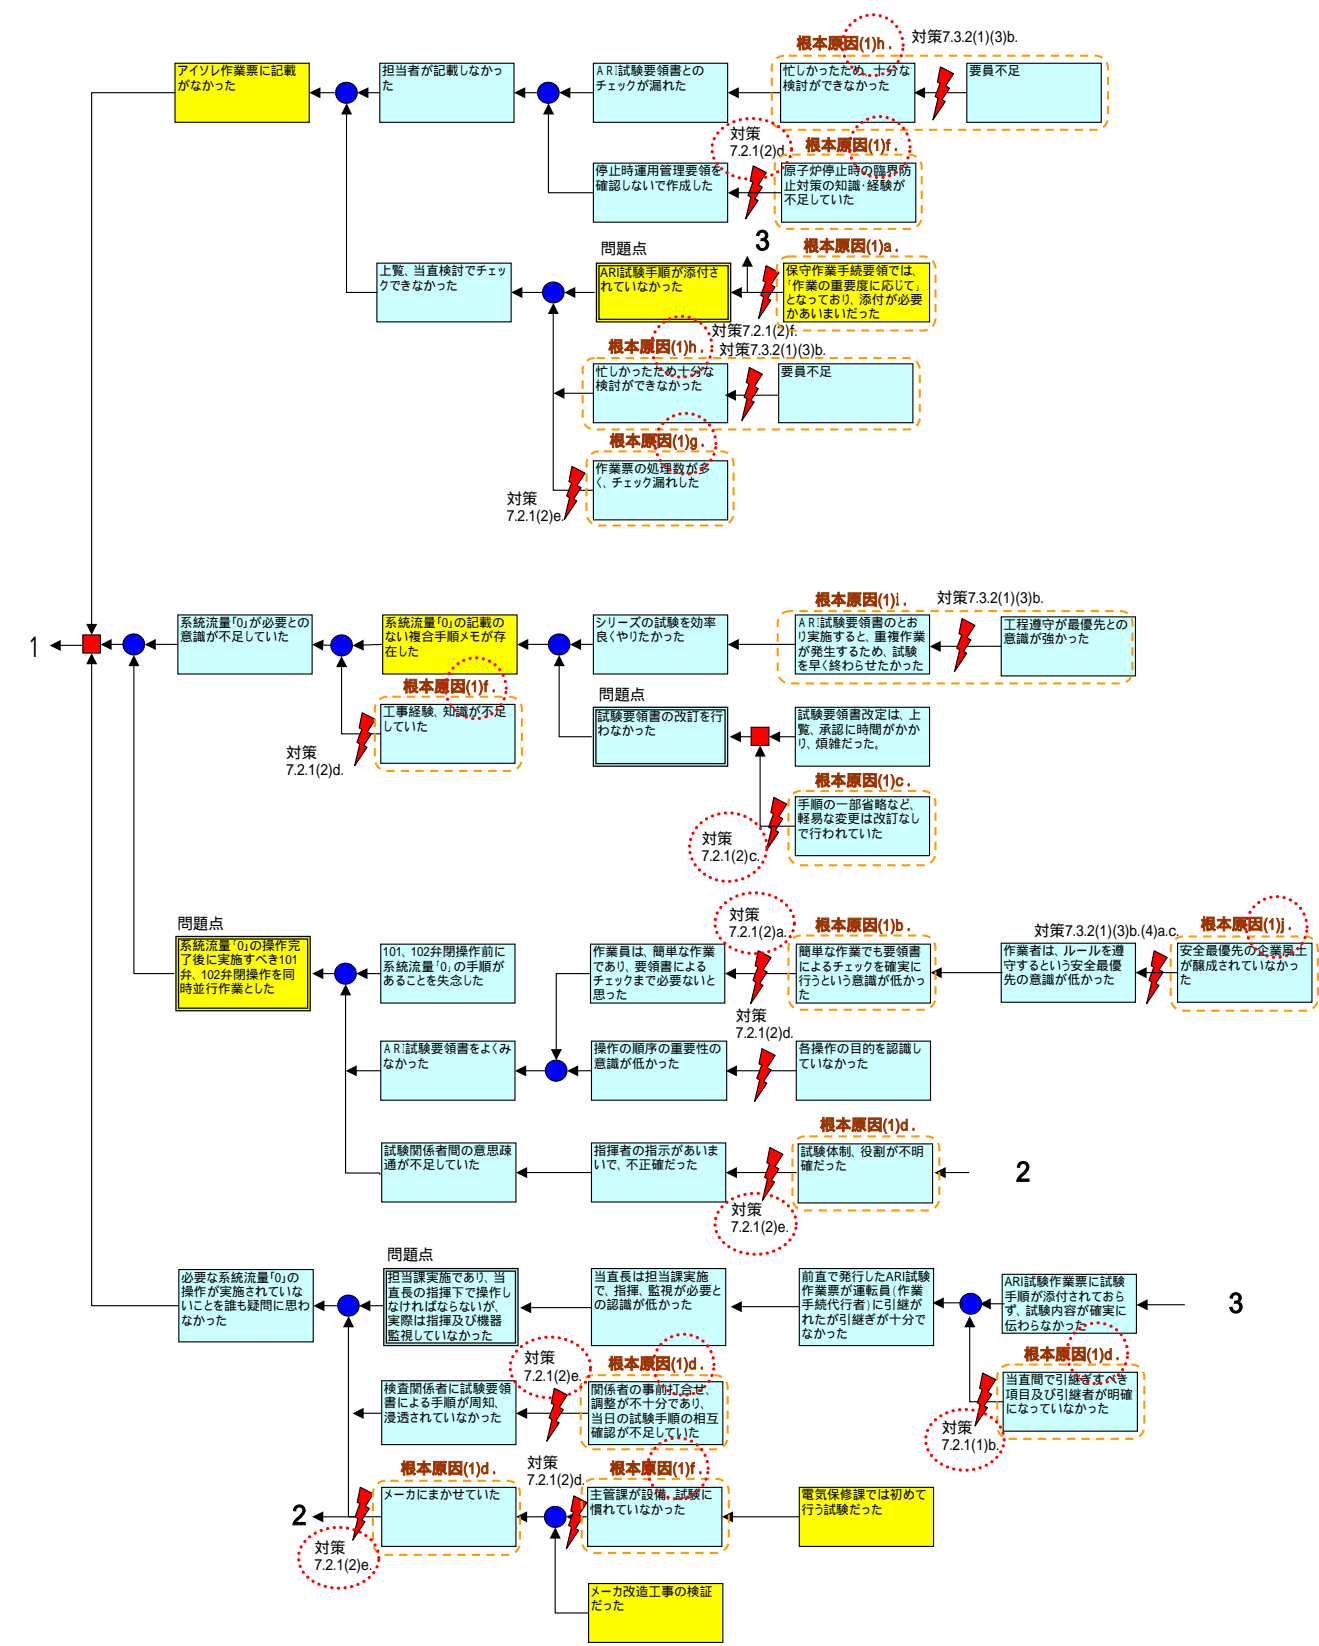 根本原因(1)h．
対策7.3.2(1)(3)b.
アイソレ作業票に記載
がなかった
担当者が記載しなかっ
た
ARI試験要領書との
チェックが漏れた
忙しかったため、十分な
検討ができなかった
要員不足
対策
7.2.1(2)d.
根本原因(1)f．
停止時運用管理要領を
確認しないで作成した
原子炉停止時の臨界防
止対策の知識・経験が
不足していた
3
問題点
根本原因(1)a．
上覧、当直検討でチェッ
クできなかった
ARI試験手順が添付さ
れていなかった
保守作業手続要領では、
「作業の重要度に応じて」
となっており、添付が必要
かあいまいだった
対策7.2.1(2)f.
根本原因(1)h．
対策7.3.2(1)(3)b.
忙しかったため十分な
検討ができなかった
要員不足
根本原因(1)g．
作業票の処理数が多
く、チェック漏れした
対策
7.2.1(2)e.
根本原因(1)i．
対策7.3.2(1)(3)b.
1
系統流量「0」が必要との
意識が不足していた
系統流量「0」の記載の
ない複合手順メモが存
在した
シリーズの試験を効率
良くやりたかった
ARI試験要領書のとお
り実施すると、重複作業
が発生するため、試験
を早く終わらせたかった
工程遵守が最優先との
意識が強かった
根本原因(1)f．
工事経験、知識が不足
していた
対策
7.2.1(2)d.
問題点
試験要領書の改訂を行
わなかった
試験要領書改定は、上
覧、承認に時間がかか
り、煩雑だった。
根本原因(1)c．
手順の一部省略など、
軽易な変更は改訂なし
で行われていた
対策
7.2.1(2)c.
問題点
系統流量「0」の操作完
了後に実施すべき101
弁、102弁閉操作を同
時並行作業とした
101、102弁閉操作前に
系統流量「0」の手順が
あることを失念した
作業員は、簡単な作業
であり、要領書による
チェックまで必要ないと
思った
対策
7.2.1(2)a.
根本原因(1)b．
簡単な作業でも要領書
によるチェックを確実に
行うという意識が低かっ
た
対策7.3.2(1)(3)b.(4)a.c.
作業者は、ルールを遵
守するという安全最優
先の意識が低かった
根本原因(1)j．
安全最優先の企業風土
が醸成されていなかっ
た
対策
7.2.1(2)d.
ARI試験要領書をよくみ
なかった
操作の順序の重要性の
意識が低かった
各操作の目的を認識し
ていなかった
根本原因(1)d．
試験関係者間の意思疎
通が不足していた
指揮者の指示があいま
いで、不正確だった
試験体制、役割が不明
確だった
2
対策
7.2.1(2)e.
問題点
必要な系統流量「0」の
操作が実施されていな
いことを誰も疑問に思わ
なかった
担当課実施であり、当
直長の指揮下で操作し
なければならないが、
実際は指揮及び機器
監視していなかった
当直長は担当課実施
で、指揮、監視が必要と
の認識が低かった
前直で発行したARI試験
作業票が運転員（作業
手続代行者）に引継が
れたが引継ぎが十分で
なかった
ARI試験作業票に試験
手順が添付されておら
ず、試験内容が確実に
伝わらなかった
3
根本原因(1)d．
当直間で引継ぎすべき
項目及び引継者が明確
になっていなかった
対策
7.2.1(1)b.
対策
7.2.1(2)e.
根本原因(1)d．
検査関係者に試験要領
書による手順が周知、
浸透されていなかった
関係者の事前打合せ、
調整が不十分であり、
当日の試験手順の相互
確認が不足していた
根本原因(1)d．
対策
7.2.1(2)d.
根本原因(1)f．
2
メーカにまかせていた
主管課が設備、試験に
慣れていなかった
電気保修課では初めて
行う試験だった
対策
7.2.1(2)e.
メーカ改造工事の検証
だった